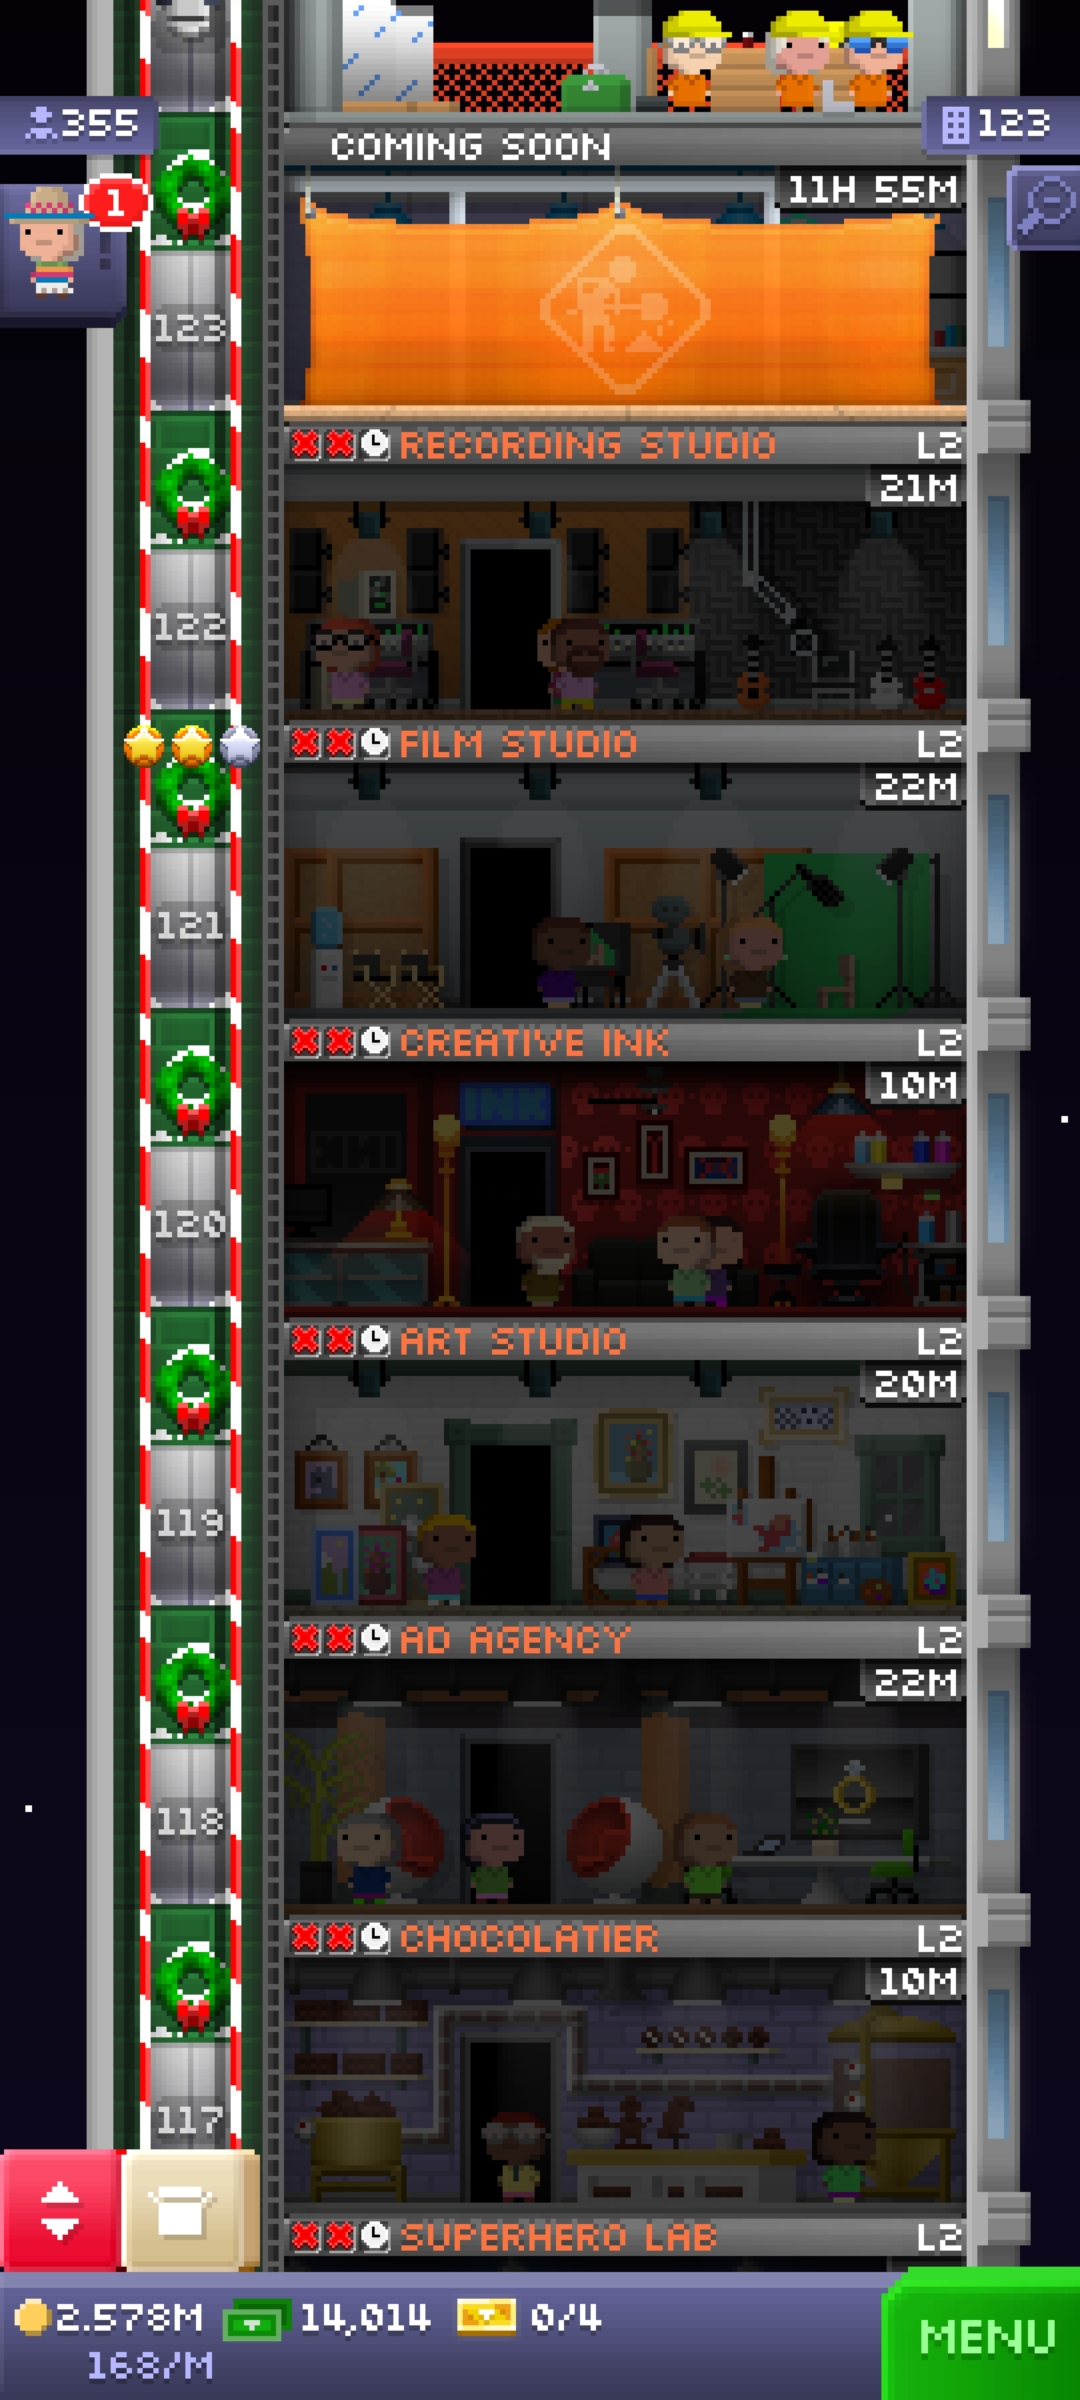 355
COMING SOON
123
11H 55M
1
123
RECORDING STUDIO L2
21M
122
FILM STUDIO L2
22M
121
CREATIVE INK L2
10M
INK
120
ART STUDIO L2
20M
119
AD AGENCY L2
22M
118
CHOCOLATIER L2
10M
117
SUPERHERO LAB L2
2.578M 14,014 0/4
MENU
168/M